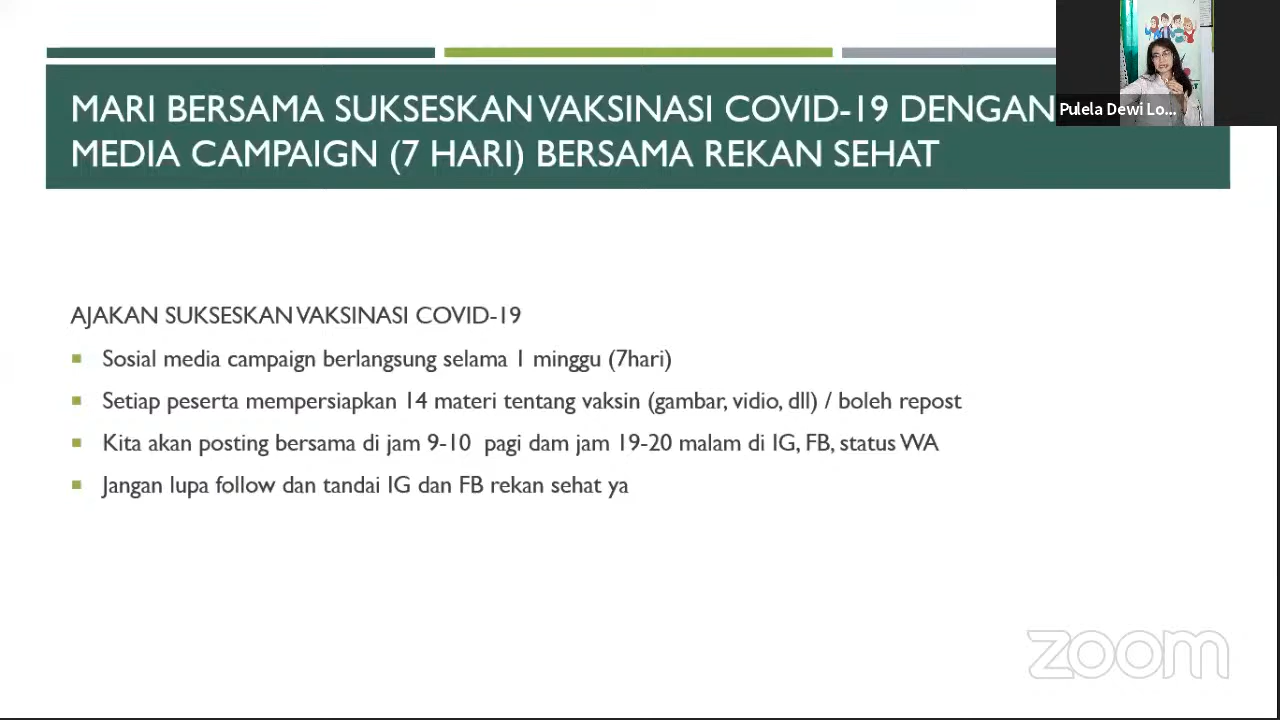 MARI BERSAMA SUKSESKAN VAKSINASI COVID-19 DENGAN
MEDIA CAMPAIGN (7 HARI) BERSAMA REKAN SEHAT
Pulela Dewi Lo...
AJAKAN SUKSESKAN VAKSINASI COVID-19
Sosial media campaign berlangsung selama 1 minggu (7hari)
Setiap peserta mempersiapkan 14 materi tentang vaksin (gambar, vidio, dll) / boleh repost
Kita akan posting bersama di jam 9-10 pagi dam jam 19-20 malam di IG, FB, status WA
Jangan lupa follow dan tandai IG dan FB rekan sehat ya
zoom